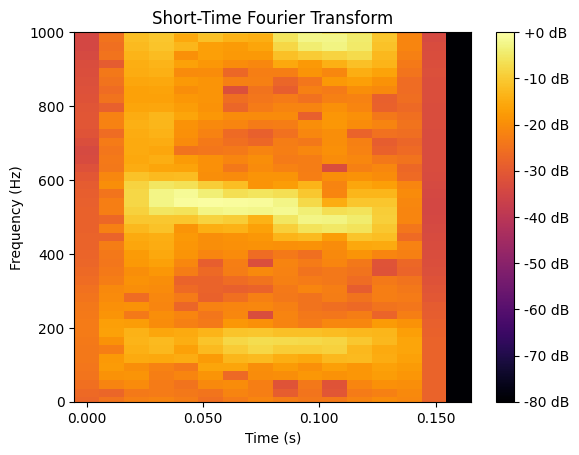 Short-Time Fourier Transform
1000
800
600
400
200
0
Frequency (Hz)
0.000
0.050
0.100
0.150
Time (s)
+0 dB
-10 dB
-20 dB
-30 dB
-40 dB
-50 dB
-60 dB
-70 dB
-80 dB